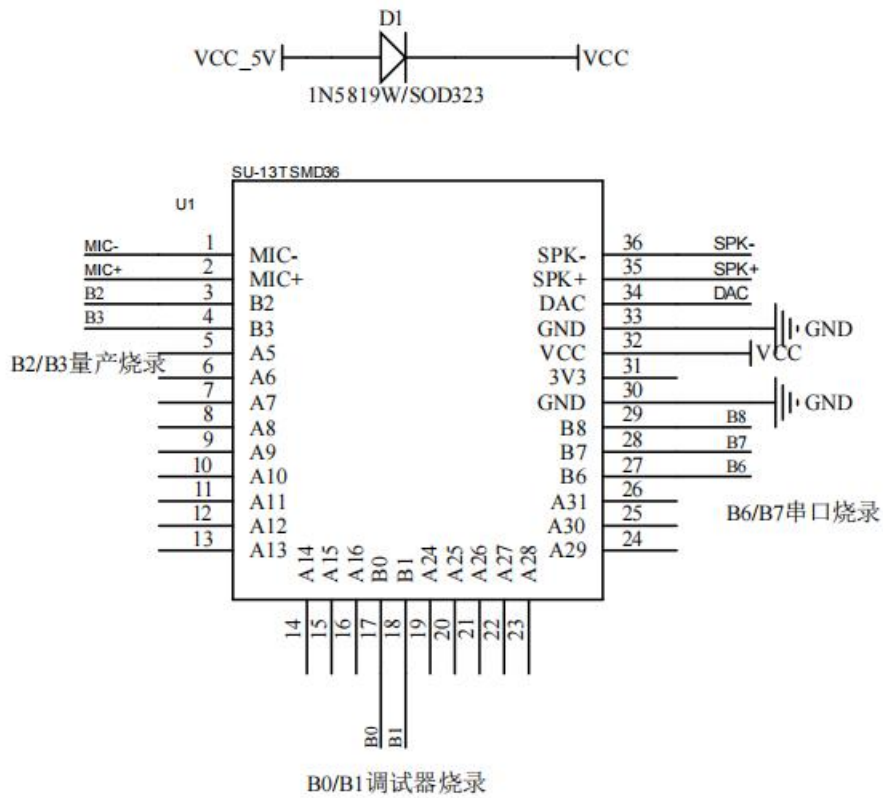 D1
VCC_5V VCC
1N5819W/SOD323
SU-13TSMD36
U1
MIC- 1 MIC- SPK- 36 SPK-
MIC+ 2 MIC+ SPK+ 35 SPK+
B2 3 B2 DAC 34 DAC
B3 4 B3 GND 33 GND
5 A5 VCC 32 VCC
B2/B3量产烧录
6 A6 3V3 31
7 A7 GND 30 GND
8 A8 B8 29 B8
9 A9 B7 28 B7
10 A10 B6 27 B6
11 A11 A31 26
B6/B7串口烧录
12 A12 A30 25
13 A13 A29 24
A14 A15 A16 B0 B1 A24 A25 A26 A27 A28
14 15 16 17 18 19 20 21 22 23
B0 B1
B0/B1调试器烧录